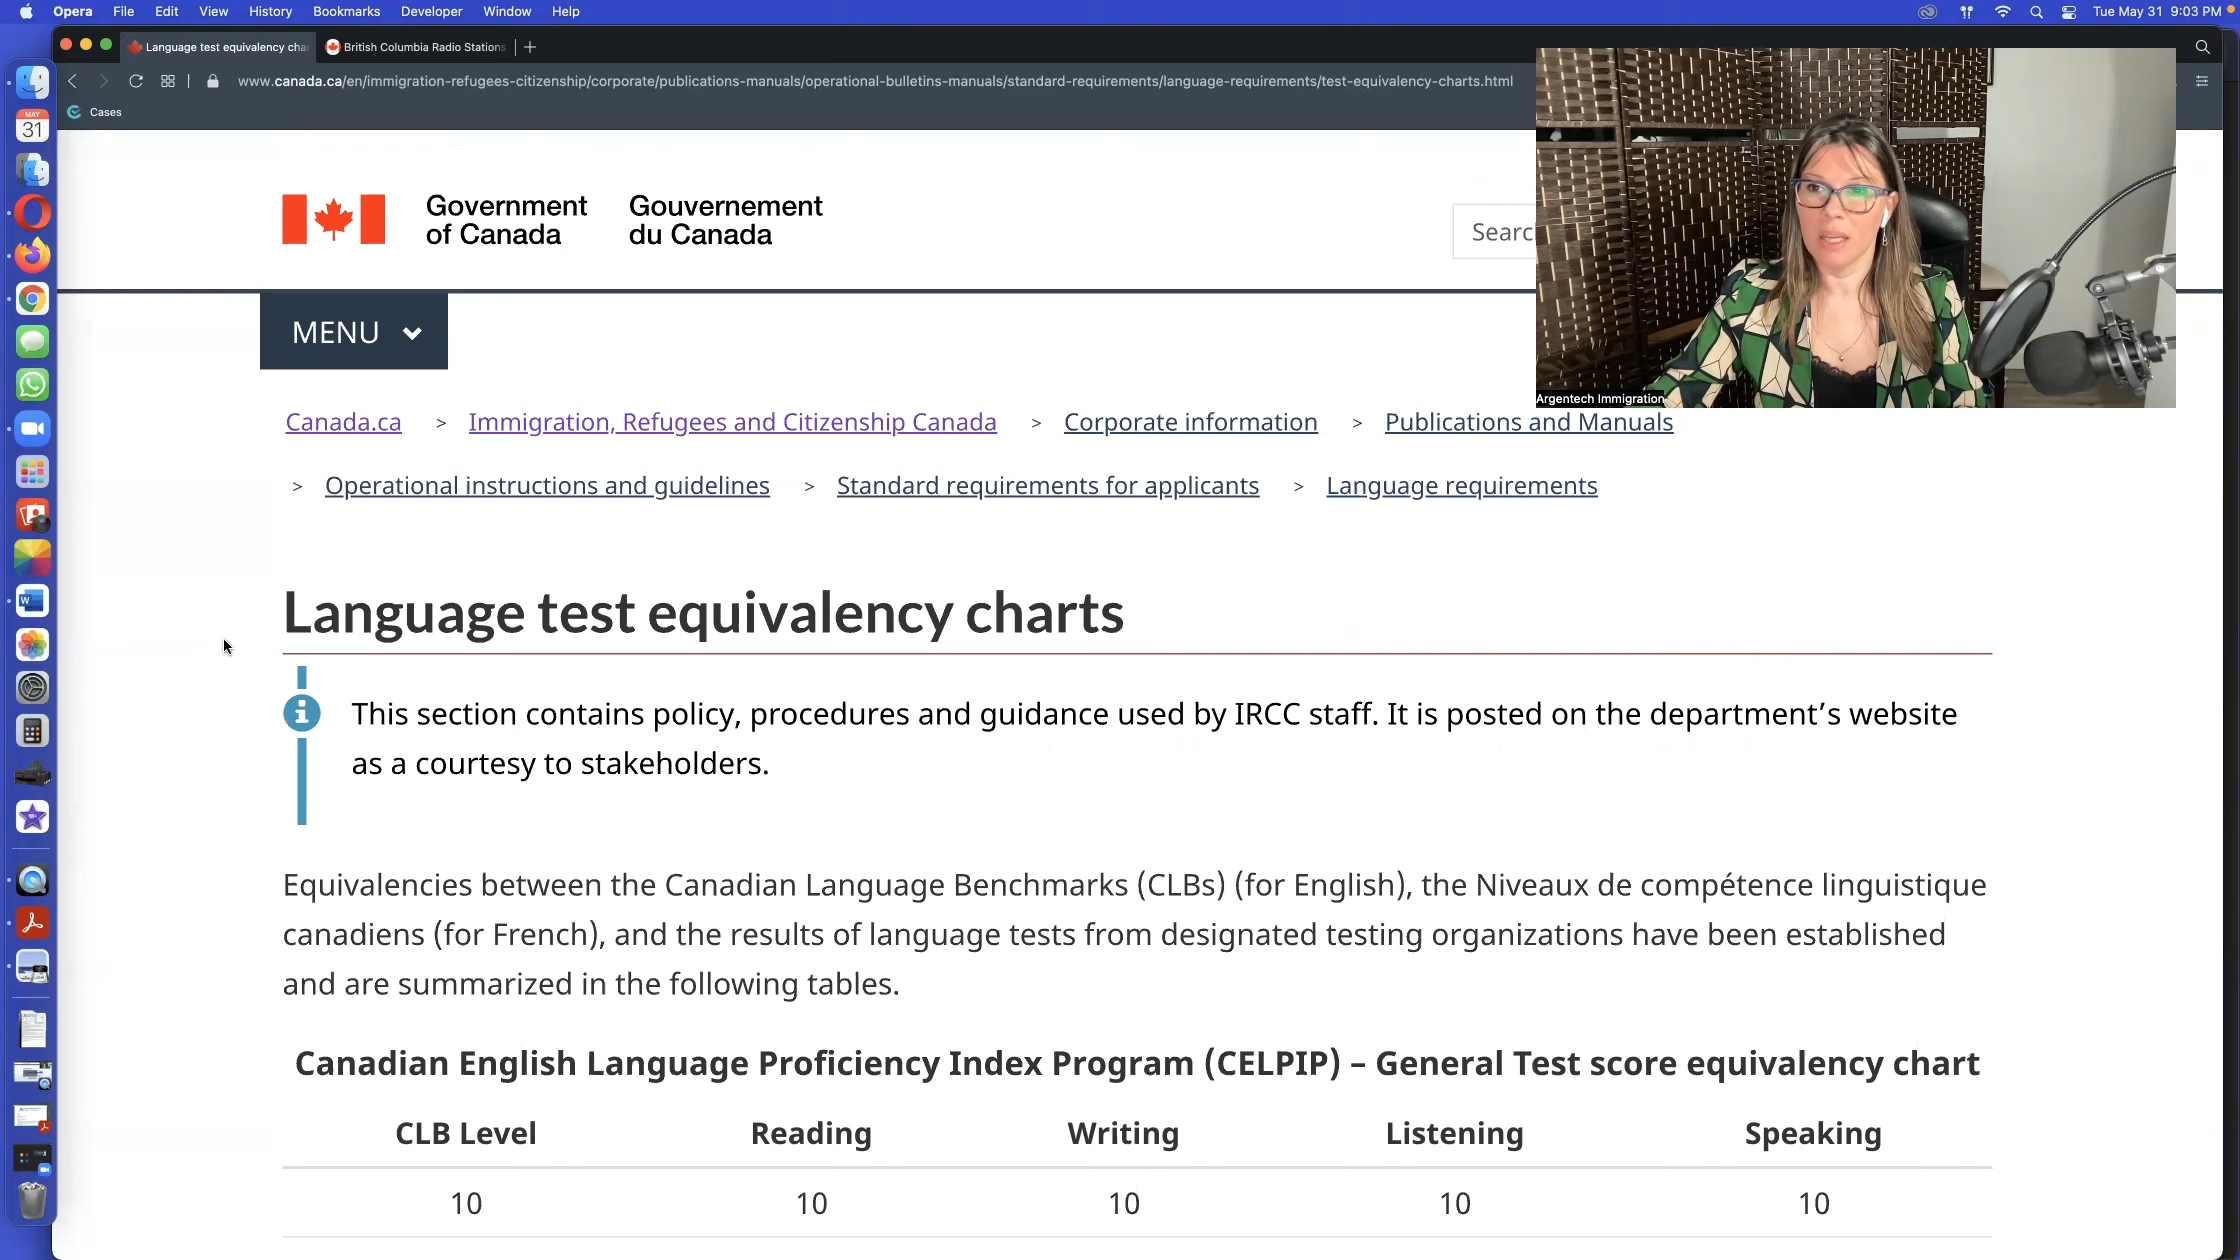 Opera File Edit View History Bookmarks Developer Window Help
Tue May 31 9:03 PM
Language test equivalency cha
British Columbia Radio Stations
www.canada.ca/en/immigration-refugees-citizenship/corporate/publications-manuals/operational-bulletins-manuals/standard-requirements/language-requirements/test-equivalency-charts.html
Cases
MAY
31
Government
of Canada
Gouvernement
du Canada
Searc
Argentech Immigration
MENU
Canada.ca > Immigration, Refugees and Citizenship Canada > Corporate information > Publications and Manuals
> Operational instructions and guidelines > Standard requirements for applicants > Language requirements
Language test equivalency charts
This section contains policy, procedures and guidance used by IRCC staff. It is posted on the department's website
as a courtesy to stakeholders.
Equivalencies between the Canadian Language Benchmarks (CLBs) (for English), the Niveaux de compétence linguistique
canadiens (for French), and the results of language tests from designated testing organizations have been established
and are summarized in the following tables.
Canadian English Language Proficiency Index Program (CELPIP) – General Test score equivalency chart
CLB Level Reading Writing Listening Speaking
10 10 10 10 10